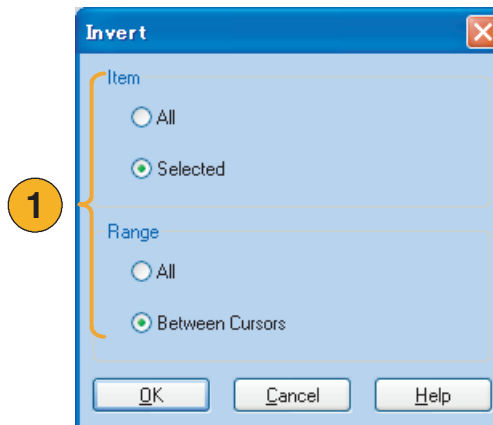 Invert
Item
All
Selected
1
Range
All
Between Cursors
OK Cancel Help